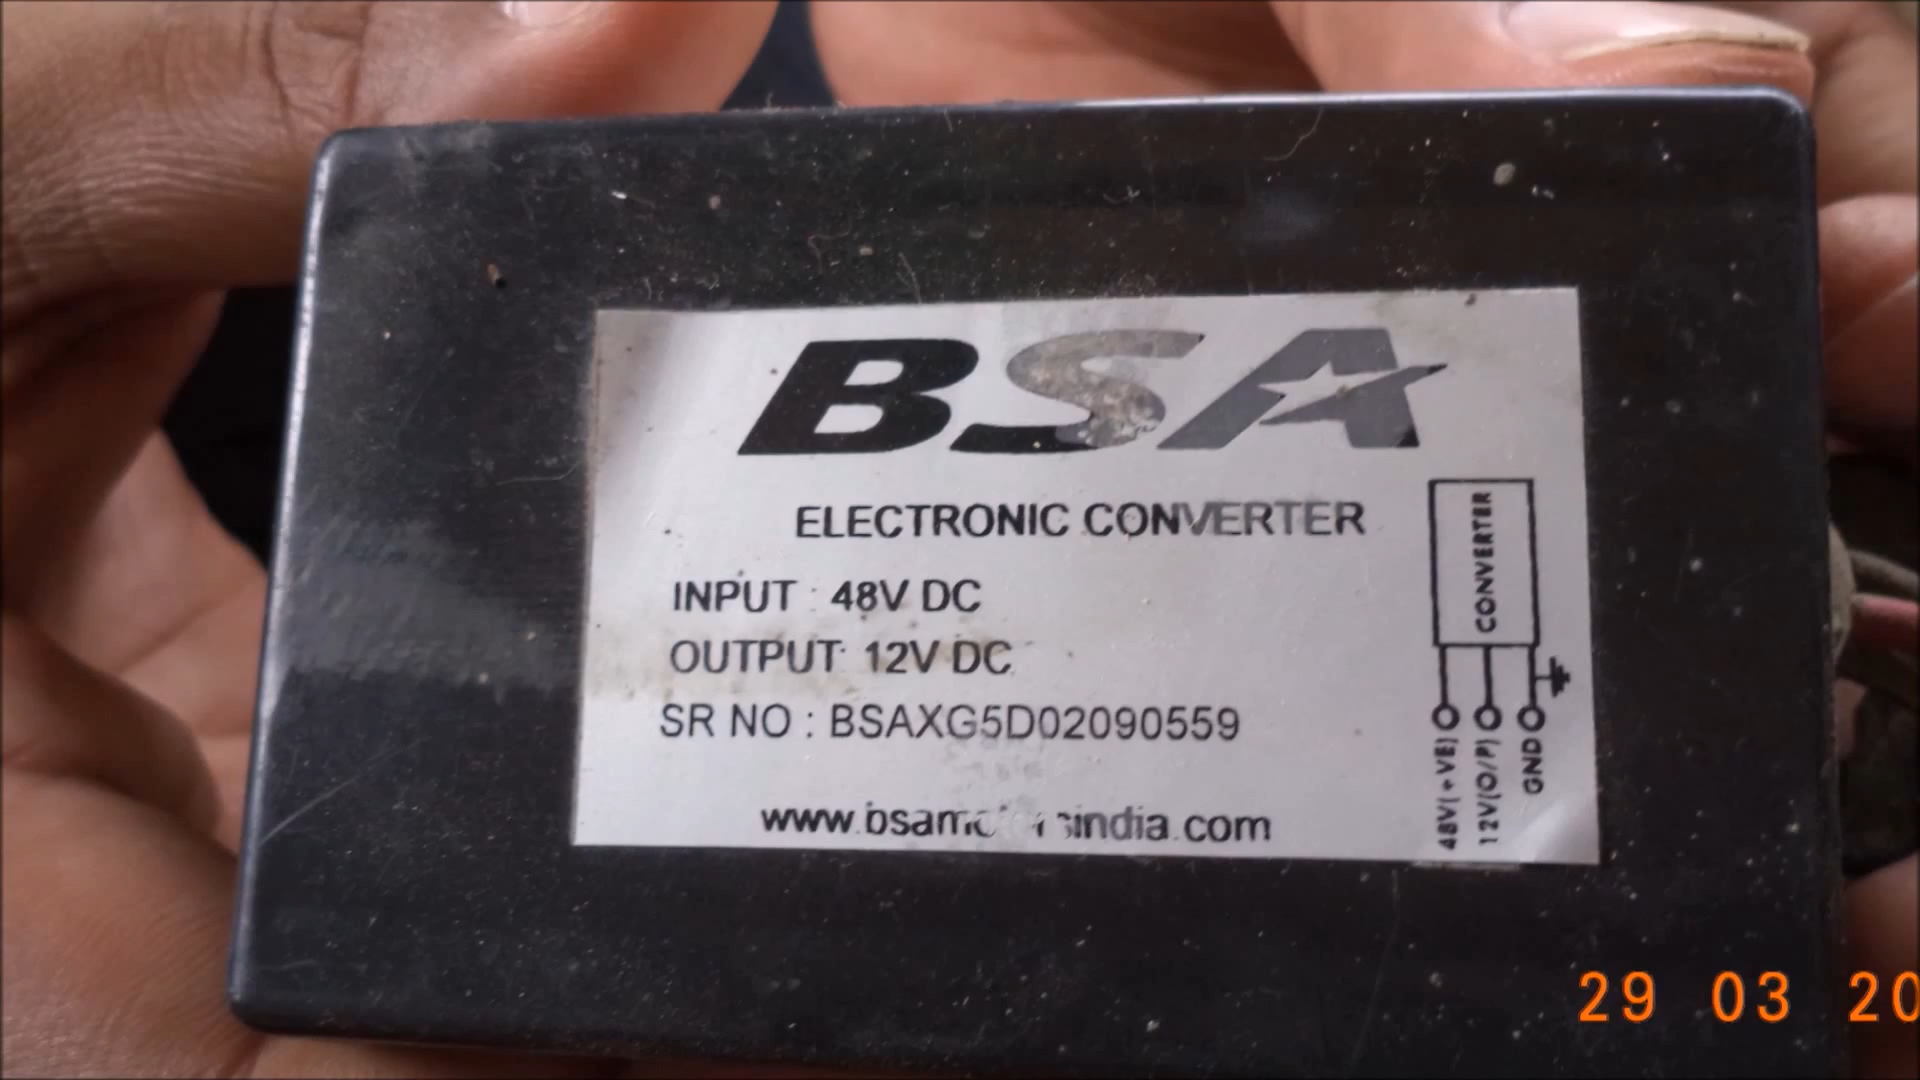 BSA
ELECTRONIC CONVERTER
INPUT : 48V DC
OUTPUT: 12V DC
SR NO : BSAXG5D02090559
CONVERTER
48V(+VE)
12V(O/P)
GND
29 03 20